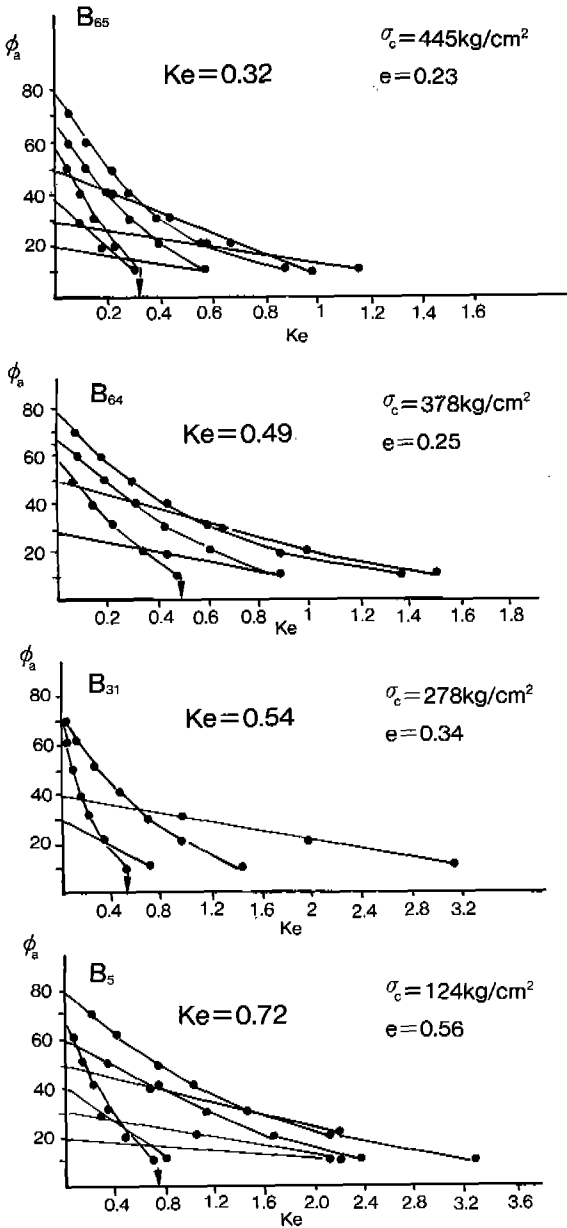 B65
ϕa
σc=445kg/cm²
Ke=0.32
e=0.23
80
60
40
20
0.2 0.4 0.6 0.8 1 1.2 1.4 1.6
Ke
B64
ϕa
σc=378kg/cm²
Ke=0.49
e=0.25
80
60
40
20
0.2 0.4 0.6 0.8 1 1.2 1.4 1.6 1.8
Ke
B31
ϕa
σc=278kg/cm²
Ke=0.54
e=0.34
80
60
40
20
0.4 0.8 1.2 1.6 2 2.4 2.8 3.2
Ke
B5
ϕa
σc=124kg/cm²
Ke=0.72
e=0.56
80
60
40
20
0.4 0.8 1.2 1.6 2.0 2.4 2.8 3.2 3.6
Ke